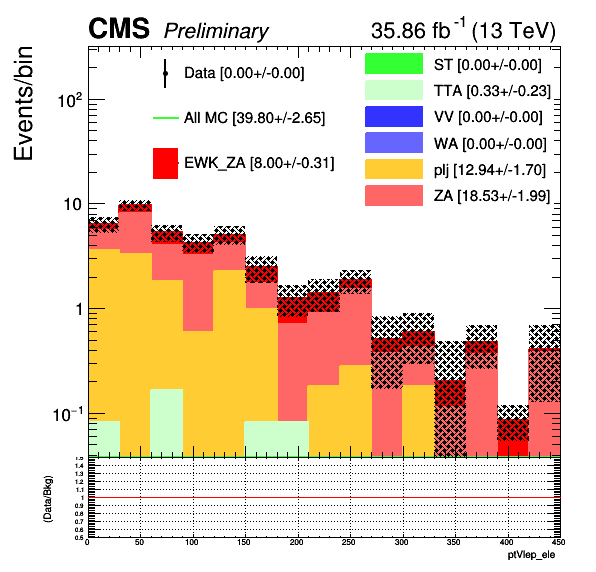 CMS Preliminary 35.86 fb⁻¹ (13 TeV)
Events/bin
Data [0.00+/-0.00]
All MC [39.80+/-2.65]
EWK_ZA [8.00+/-0.31]
ST [0.00+/-0.00]
TTA [0.33+/-0.23]
VV [0.00+/-0.00]
WA [0.00+/-0.00]
plj [12.94+/-1.70]
ZA [18.53+/-1.99]
10²
10
1
10⁻¹
(Data/Bkg)
1.5
1.4
1.3
1.2
1.1
1
0.9
0.8
0.7
0.6
0.5
0 50 100 150 200 250 300 350 400 450
ptVlep_ele